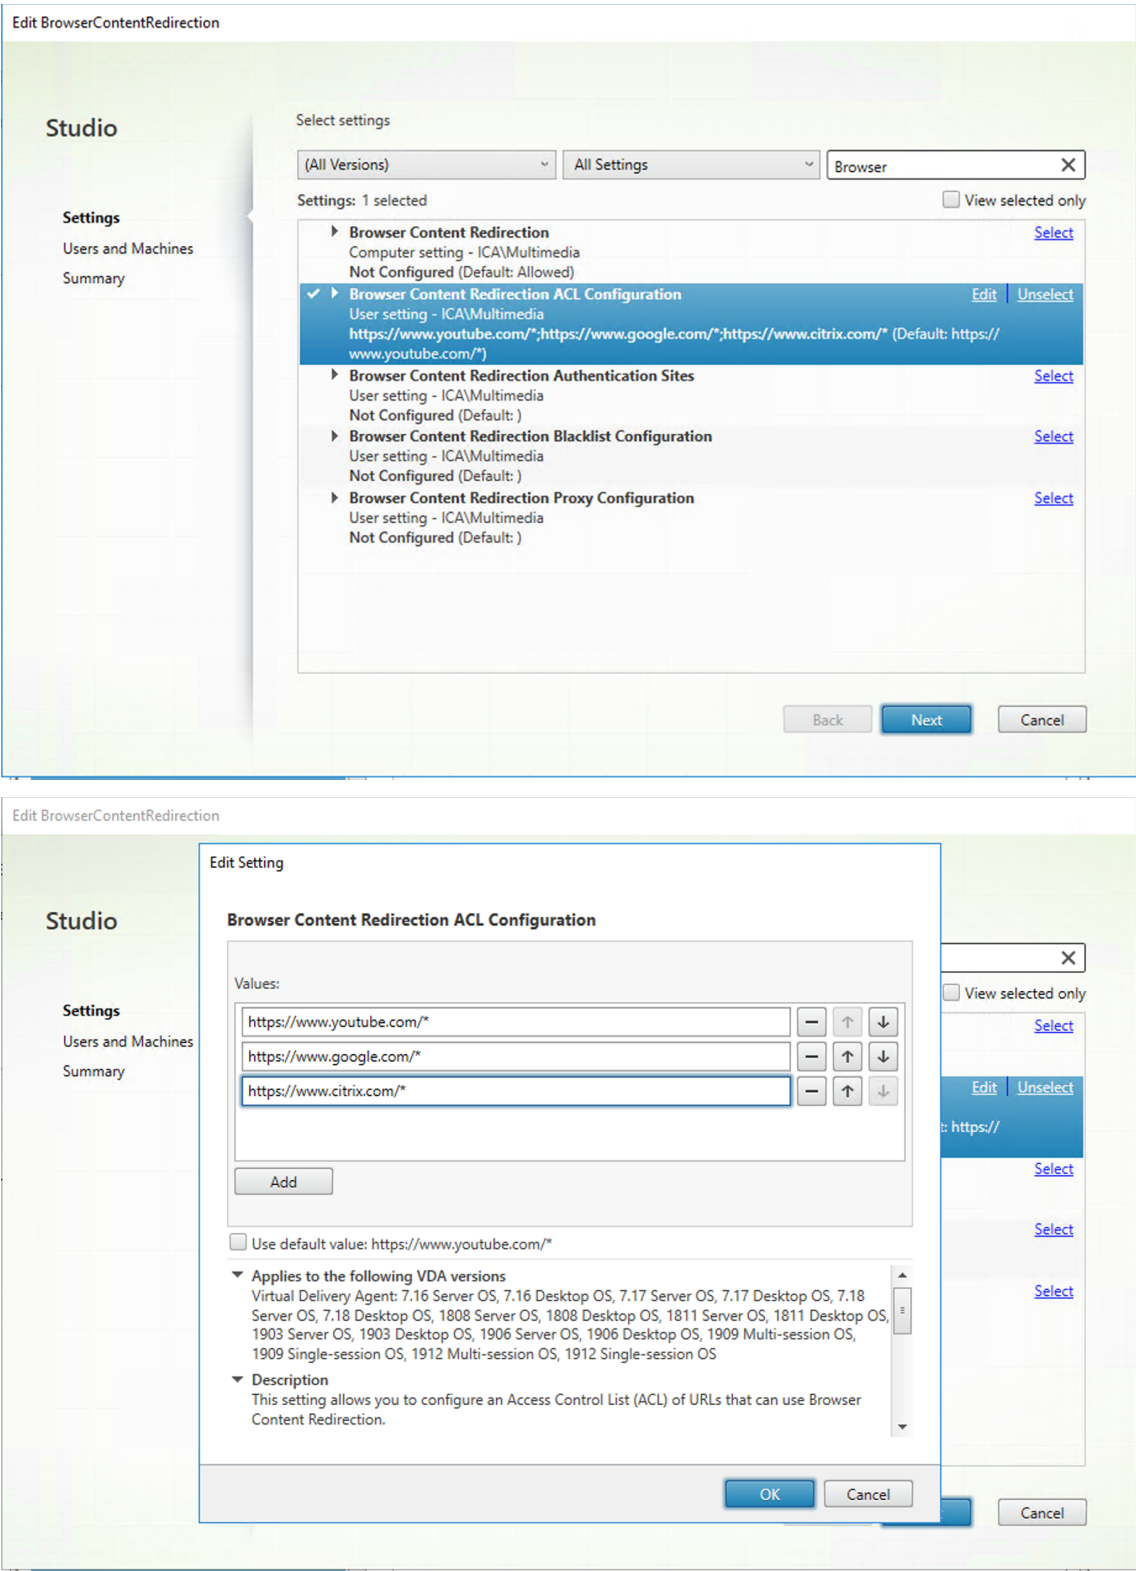 Edit BrowserContentRedirection
Studio
Settings
Users and Machines
Summary
Select settings
(All Versions)
All Settings
Browser
Settings: 1 selected
View selected only
Browser Content Redirection
Select
Computer setting - ICA\Multimedia
Not Configured (Default: Allowed)
Browser Content Redirection ACL Configuration
Edit
Unselect
User setting - ICA\Multimedia
https://www.youtube.com/*;https://www.google.com/*;https://www.citrix.com/* (Default: https://
www.youtube.com/*)
Browser Content Redirection Authentication Sites
Select
User setting - ICA\Multimedia
Not Configured (Default: )
Browser Content Redirection Blacklist Configuration
Select
User setting - ICA\Multimedia
Not Configured (Default: )
Browser Content Redirection Proxy Configuration
Select
User setting - ICA\Multimedia
Not Configured (Default: )
Back
Next
Cancel
Edit BrowserContentRedirection
Studio
Settings
Users and Machines
Summary
Edit Setting
Browser Content Redirection ACL Configuration
Values:
https://www.youtube.com/*
https://www.google.com/*
https://www.citrix.com/*
Add
Use default value: https://www.youtube.com/*
Applies to the following VDA versions
Virtual Delivery Agent: 7.16 Server OS, 7.16 Desktop OS, 7.17 Server OS, 7.17 Desktop OS, 7.18
Server OS, 7.18 Desktop OS, 1808 Server OS, 1808 Desktop OS, 1811 Server OS, 1811 Desktop OS,
1903 Server OS, 1903 Desktop OS, 1906 Server OS, 1906 Desktop OS, 1909 Multi-session OS,
1909 Single-session OS, 1912 Multi-session OS, 1912 Single-session OS
Description
This setting allows you to configure an Access Control List (ACL) of URLs that can use Browser
Content Redirection.
OK
Cancel
View selected only
Select
Edit
Unselect
t: https://
Select
Select
Select
Cancel